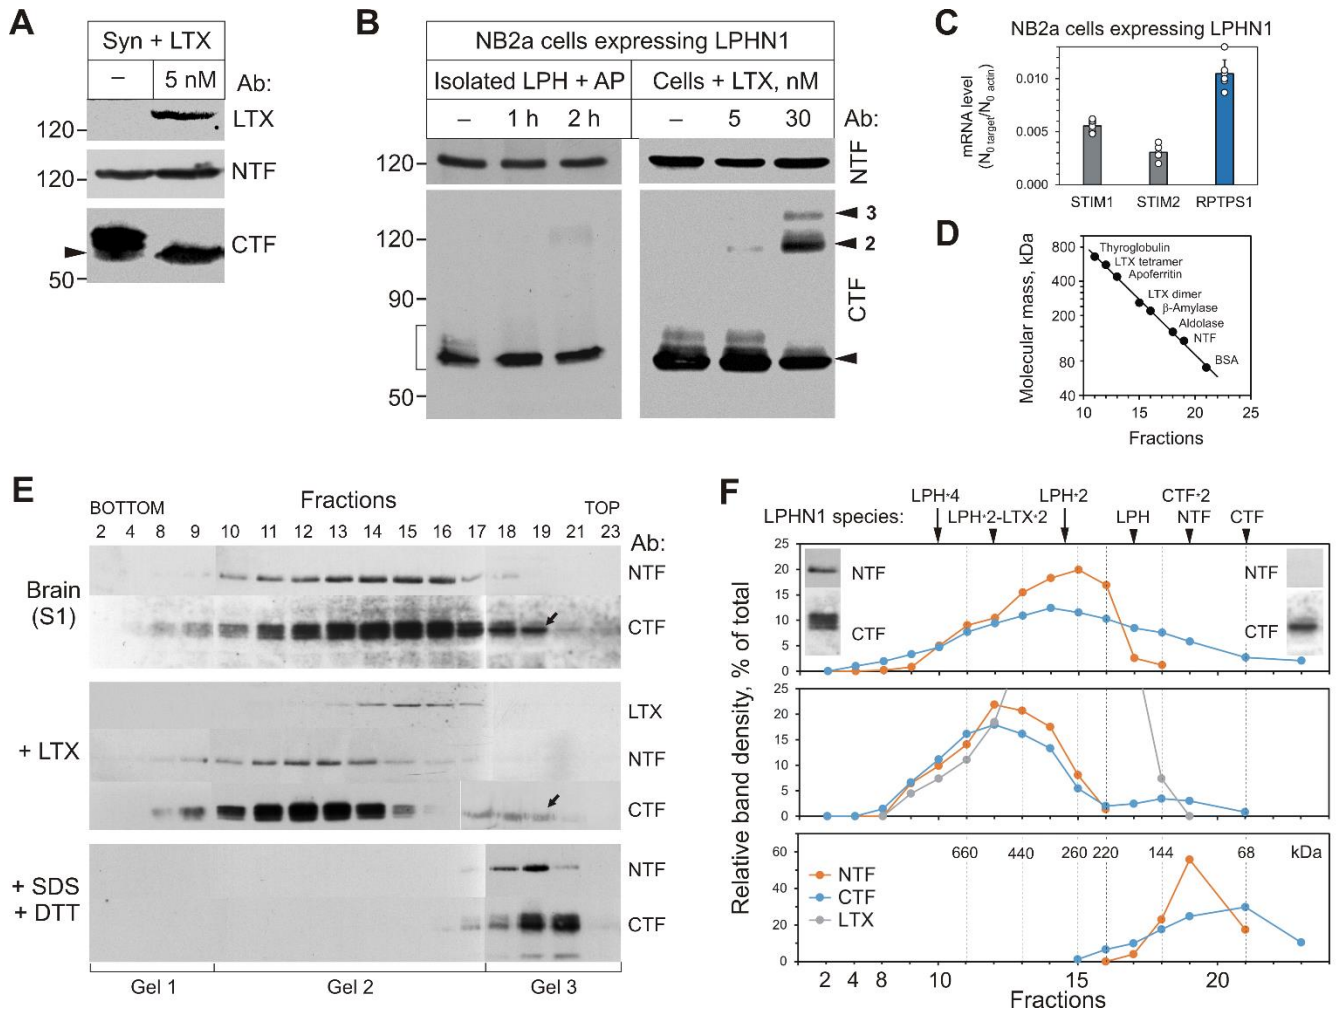 A
Syn + LTX
–
5 nM
Ab:
LTX
120
NTF
120
CTF
50
B
NB2a cells expressing LPHN1
Isolated LPH + AP
Cells + LTX, nM
–
1 h
2 h
–
5
30
Ab:
120
NTF
3
120
2
90
CTF
50
C
NB2a cells expressing LPHN1
mRNA level
(N0 target/N0 actin)
0.010
0.005
0.000
STIM1
STIM2
RPTPS1
D
Molecular mass, kDa
800
400
200
80
40
Thyroglobulin
LTX tetramer
Apoferritin
LTX dimer
β-Amylase
Aldolase
NTF
BSA
10
15
20
25
Fractions
E
BOTTOM
Fractions
TOP
2 4 8 9 10 11 12 13 14 15 16 17 18 19 21 23
Ab:
Brain
(S1)
NTF
CTF
+ LTX
LTX
NTF
CTF
+ SDS
+ DTT
NTF
CTF
Gel 1
Gel 2
Gel 3
F
LPHN1 species:
LPH*4
LPH*2-LTX*2
LPH*2
LPH
CTF*2
NTF
CTF
Relative band density, % of total
25
20
15
10
5
0
NTF
CTF
NTF
CTF
25
20
15
10
5
0
60
40
20
0
660
440
260
220
144
68
kDa
NTF
CTF
LTX
2 4 8 10 15 20
Fractions